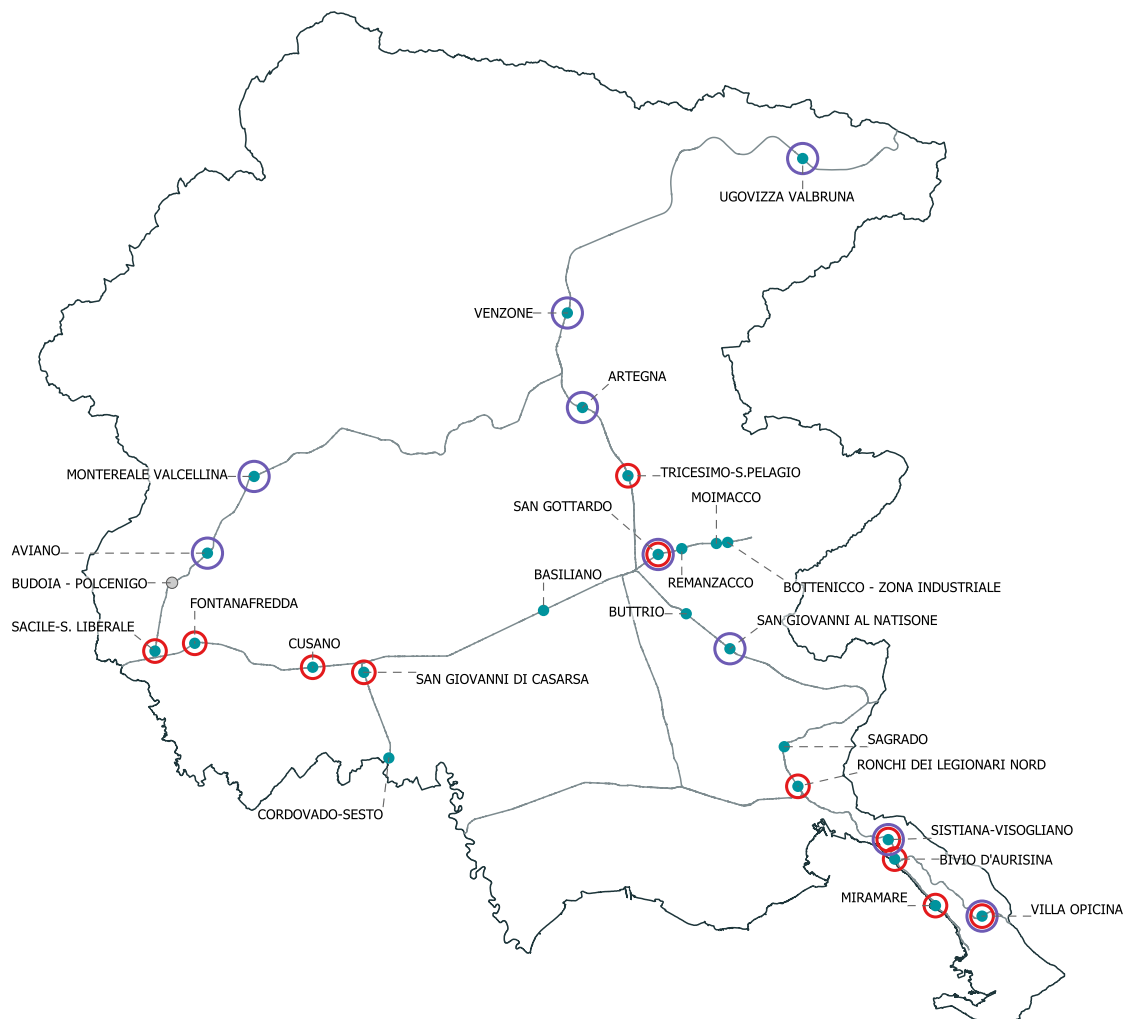 UGOVIZZA VALBRUNA
VENZONE
ARTEGNA
MONTEREALE VALCELLINA
TRICESIMO-S.PELAGIO
MOIMACCO
SAN GOTTARDO
AVIANO
BASILIANO
REMANZACCO
BUDOIA - POLCENIGO
BOTTENICCO - ZONA INDUSTRIALE
FONTANAFREDDA
BUTTRIO
SAN GIOVANNI AL NATISONE
SACILE-S. LIBERALE
CUSANO
SAN GIOVANNI DI CASARSA
SAGRADO
RONCHI DEI LEGIONARI NORD
CORDOVADO-SESTO
SISTIANA-VISOGLIANO
BIVIO D'AURISINA
MIRAMARE
VILLA OPICINA